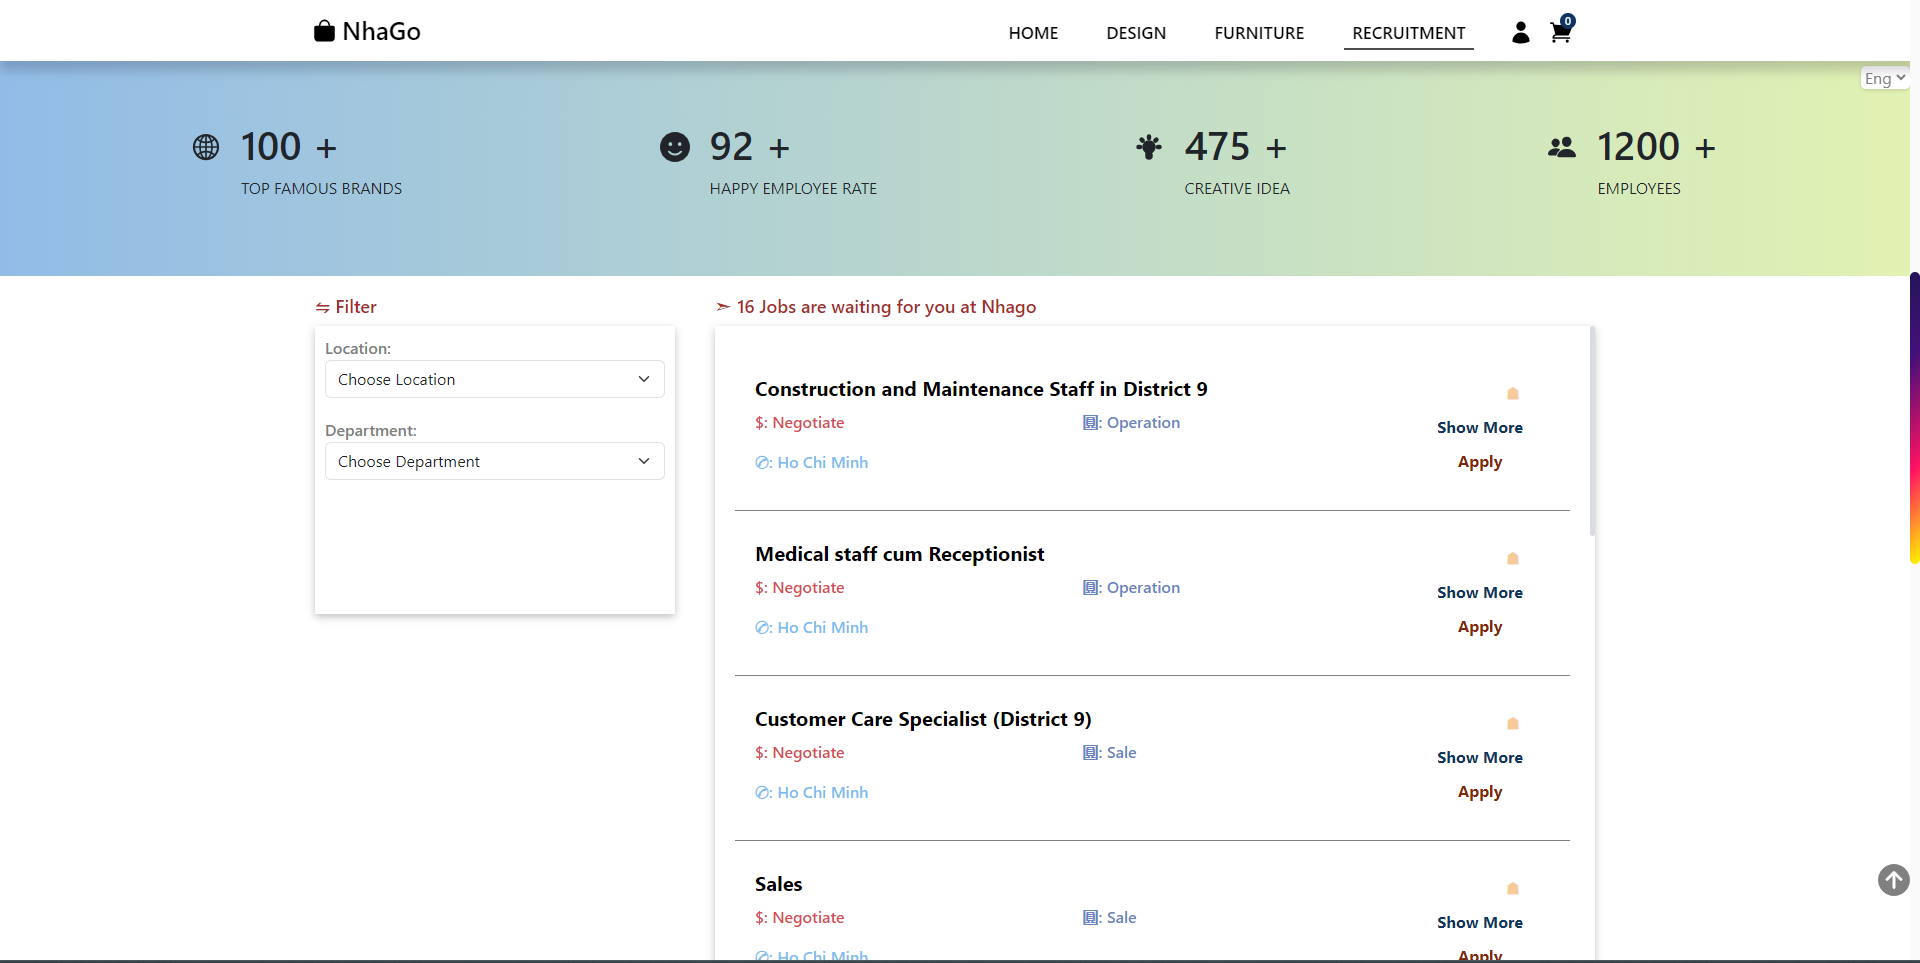 NhaGo
HOME DESIGN FURNITURE RECRUITMENT 0
Eng
100 + 92 + 475 + 1200 +
TOP FAMOUS BRANDS HAPPY EMPLOYEE RATE CREATIVE IDEA EMPLOYEES
⇋ Filter
Location:
Choose Location
Department:
Choose Department
➣ 16 Jobs are waiting for you at Nhago
Construction and Maintenance Staff in District 9
$: Negotiate : Operation
Show More
✆: Ho Chi Minh
Apply
Medical staff cum Receptionist
$: Negotiate : Operation
Show More
✆: Ho Chi Minh
Apply
Customer Care Specialist (District 9)
$: Negotiate : Sale
Show More
✆: Ho Chi Minh
Apply
Sales
$: Negotiate : Sale
Show More
✆: Ho Chi Minh
Apply